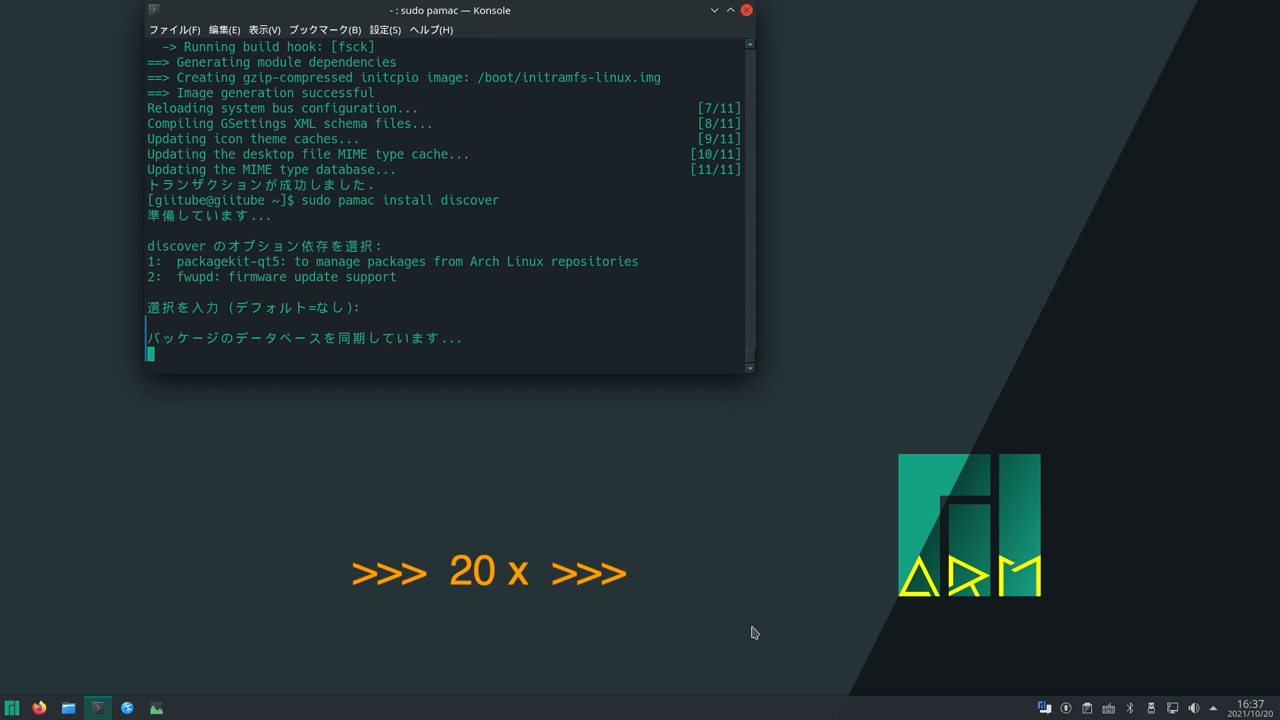 - : sudo pamac — Konsole
ファイル(F) 編集(E) 表示(V) ブックマーク(B) 設定(S) ヘルプ(H)
-> Running build hook: [fsck]
==> Generating module dependencies
==> Creating gzip-compressed initcpio image: /boot/initramfs-linux.img
==> Image generation successful
Reloading system bus configuration... [7/11]
Compiling GSettings XML schema files... [8/11]
Updating icon theme caches... [9/11]
Updating the desktop file MIME type cache... [10/11]
Updating the MIME type database... [11/11]
トランザクションが成功しました.
[giitube@giitube ~]$ sudo pamac install discover
準備しています...
discover のオプション依存を選択:
1: packagekit-qt5: to manage packages from Arch Linux repositories
2: fwupd: firmware update support
選択を入力 (デフォルト=なし):
パッケージのデータベースを同期しています...
>>> 20 x >>>
ARM
16:37
2021/10/20